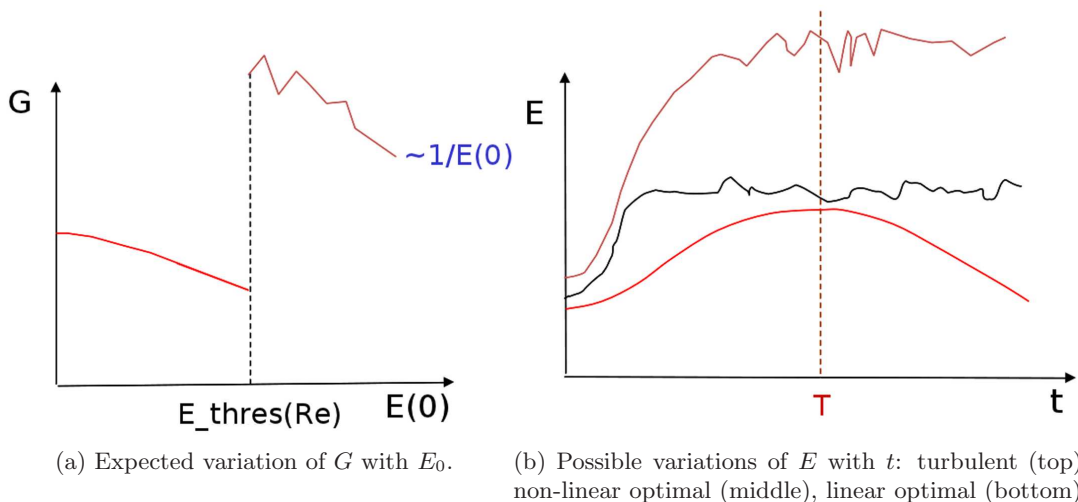 G
~1/E(0)
E_thres(Re)
E(0)
E
T
t
(a) Expected variation of G with E₀.
(b) Possible variations of E with t: turbulent (top)
non-linear optimal (middle), linear optimal (bottom)